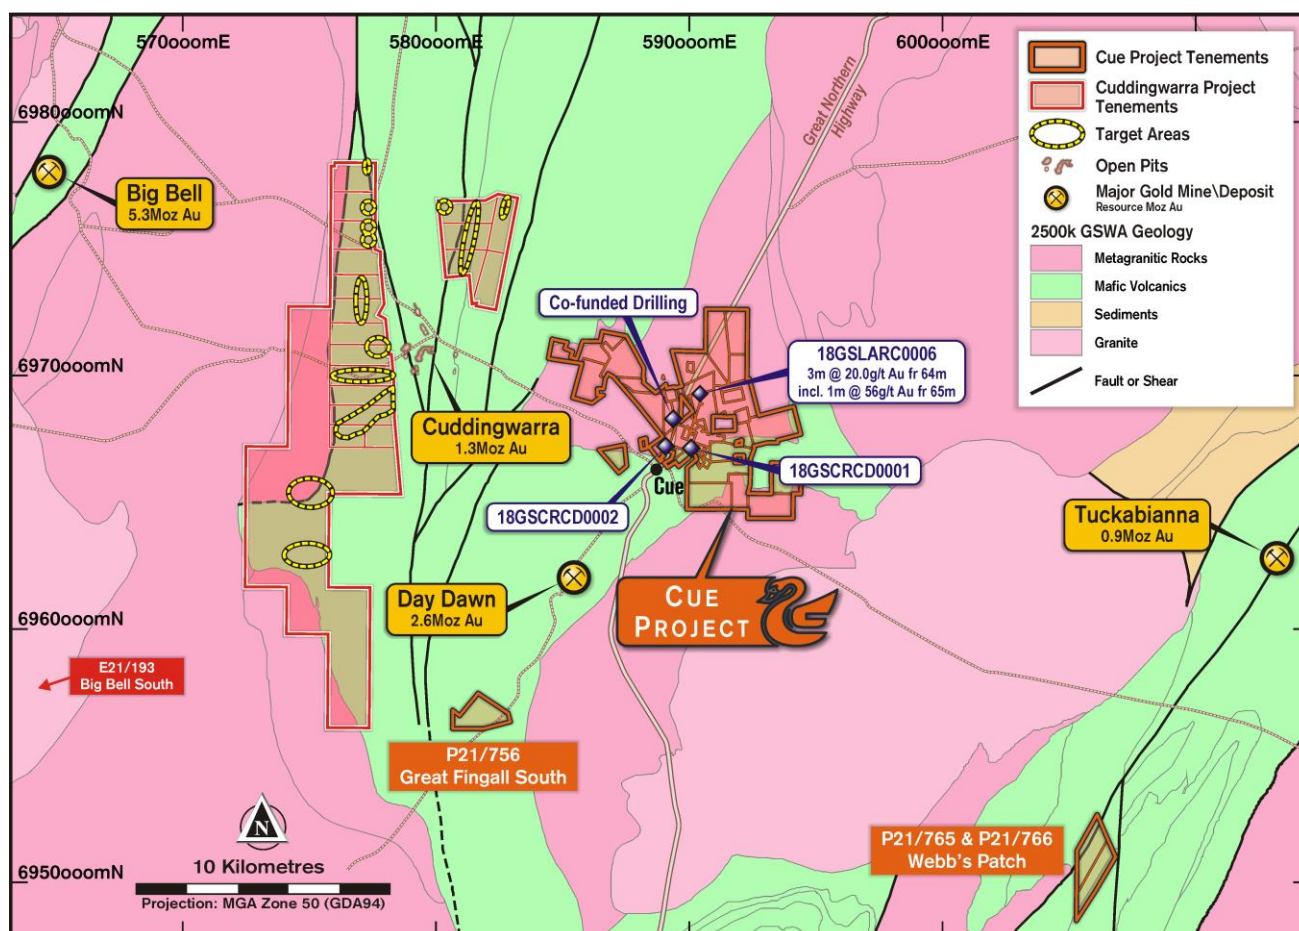 570000mE
580000mE
590000mE
600000mE
6980000mN
6970000mN
6960000mN
6950000mN
Great Northern
Highway
Big Bell
5.3Moz Au
Co-funded Drilling
18GSLARC0006
3m @ 20.0g/t Au fr 64m
incl. 1m @ 56g/t Au fr 65m
Cuddingwarra
1.3Moz Au
18GSCRCD0001
Cue
18GSCRCD0002
Tuckabianna
0.9Moz Au
Day Dawn
2.6Moz Au
CUE
PROJECT
E21/193
Big Bell South
P21/756
Great Fingall South
P21/765 & P21/766
Webb's Patch
N
10 Kilometres
Projection: MGA Zone 50 (GDA94)
Cue Project Tenements
Cuddingwarra Project
Tenements
Target Areas
Open Pits
Major Gold Mine\Deposit
Resource Moz Au
2500k GSWA Geology
Metagranitic Rocks
Mafic Volcanics
Sediments
Granite
Fault or Shear